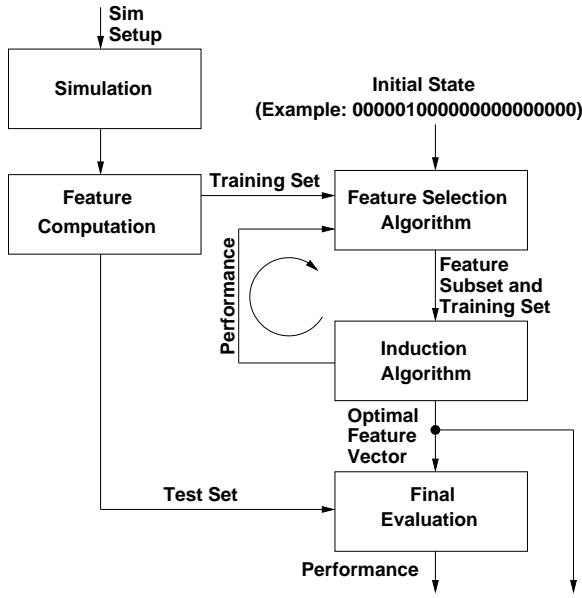 Sim
Setup
Simulation
Initial State
(Example: 000001000000000000000)
Feature
Computation
Training Set
Feature Selection
Algorithm
Performance
Feature
Subset and
Training Set
Induction
Algorithm
Optimal
Feature
Vector
Test Set
Final
Evaluation
Performance